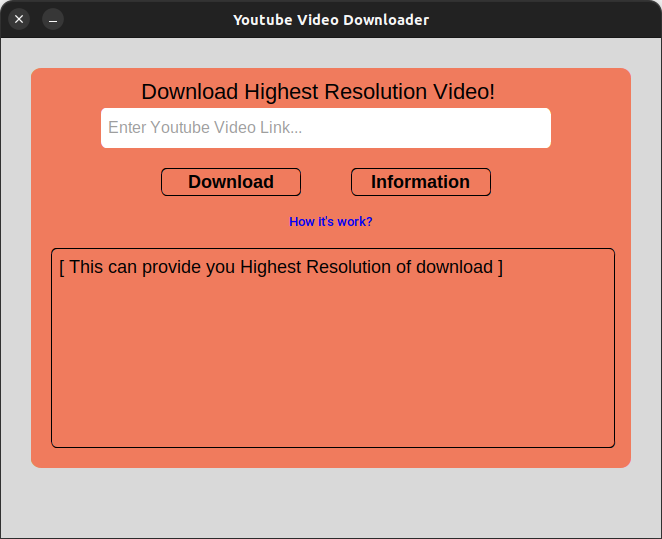 Youtube Video Downloader
Download Highest Resolution Video!
Enter Youtube Video Link...
Download Information
How it's work?
[ This can provide you Highest Resolution of download ]